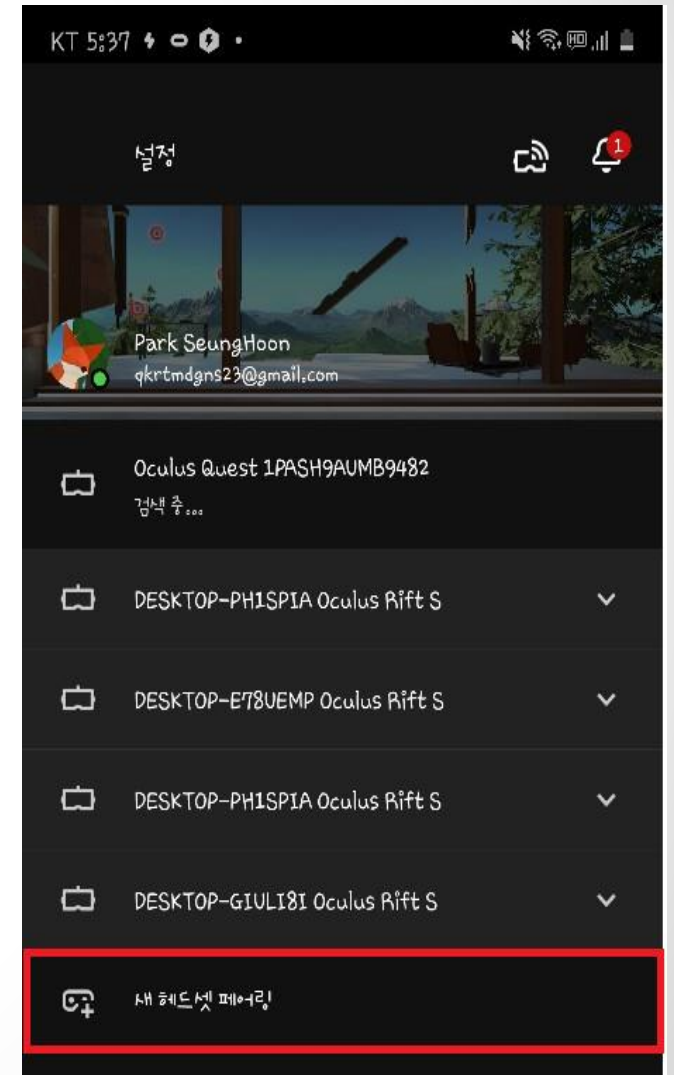 KT 5:37
HD
설정
1
Park SeungHoon
qkrtmdgns23@gmail.com
Oculus Quest 1PASH9AUMB9482
검색 중...
DESKTOP-PH1SPIA Oculus Rift S
DESKTOP-E78UEMP Oculus Rift S
DESKTOP-PH1SPIA Oculus Rift S
DESKTOP-GIULI8I Oculus Rift S
새 헤드셋 페어링